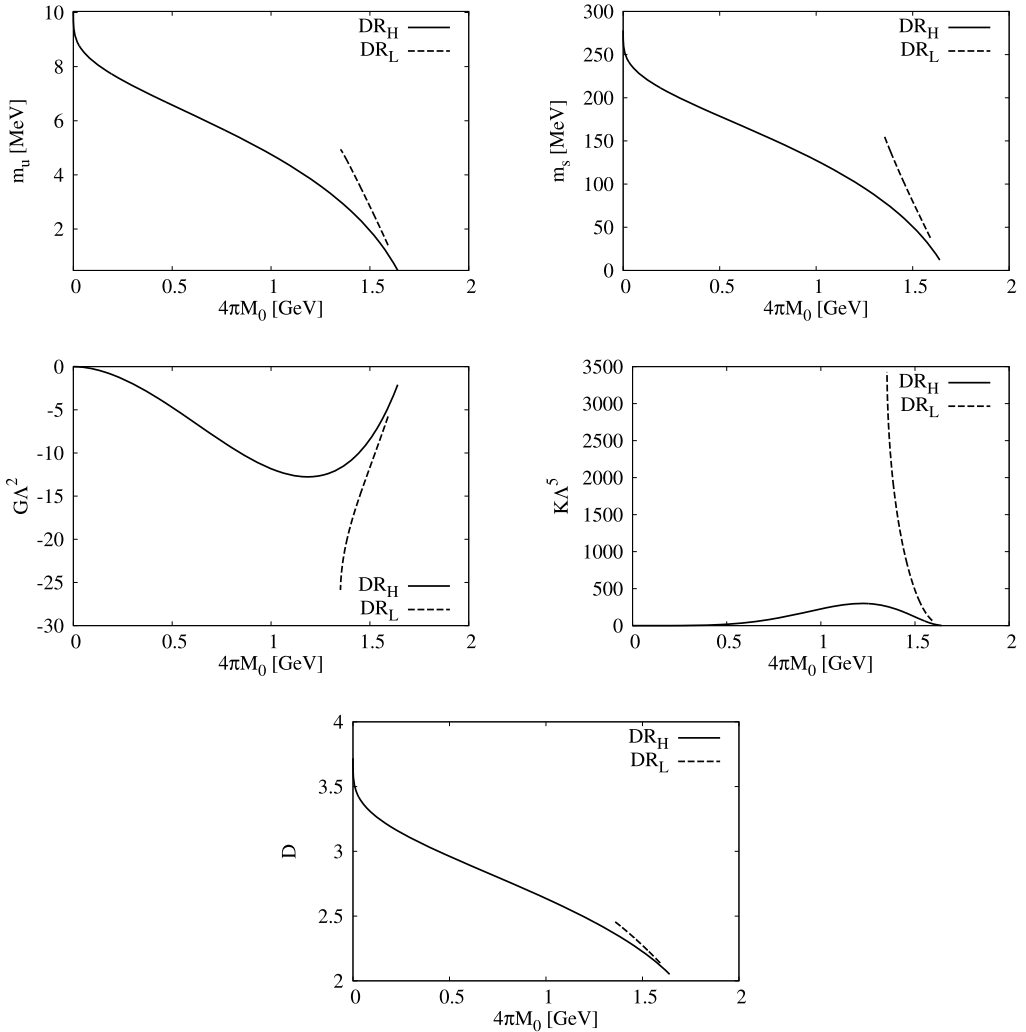 10
8
6
4
2
0
0.5
1
1.5
2
m_u [MeV]
4πM_0 [GeV]
DR_H
DR_L
300
250
200
150
100
50
0
0
0.5
1
1.5
2
m_s [MeV]
4πM_0 [GeV]
DR_H
DR_L
0
-5
-10
-15
-20
-25
-30
0
0.5
1
1.5
2
GΛ^2
4πM_0 [GeV]
DR_H
DR_L
3500
3000
2500
2000
1500
1000
500
0
0
0.5
1
1.5
2
KΛ^5
4πM_0 [GeV]
DR_H
DR_L
4
3.5
3
2.5
2
0
0.5
1
1.5
2
D
4πM_0 [GeV]
DR_H
DR_L